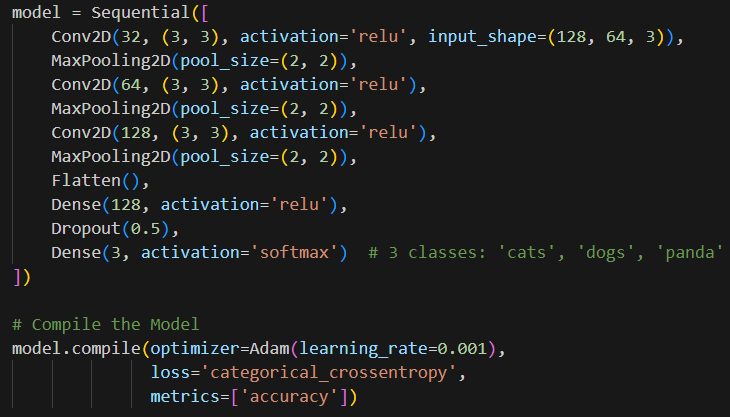 model = Sequential([
    Conv2D(32, (3, 3), activation='relu', input_shape=(128, 64, 3)),
    MaxPooling2D(pool_size=(2, 2)),
    Conv2D(64, (3, 3), activation='relu'),
    MaxPooling2D(pool_size=(2, 2)),
    Conv2D(128, (3, 3), activation='relu'),
    MaxPooling2D(pool_size=(2, 2)),
    Flatten(),
    Dense(128, activation='relu'),
    Dropout(0.5),
    Dense(3, activation='softmax')  # 3 classes: 'cats', 'dogs', 'panda'
])

# Compile the Model
model.compile(optimizer=Adam(learning_rate=0.001),
              loss='categorical_crossentropy',
              metrics=['accuracy'])